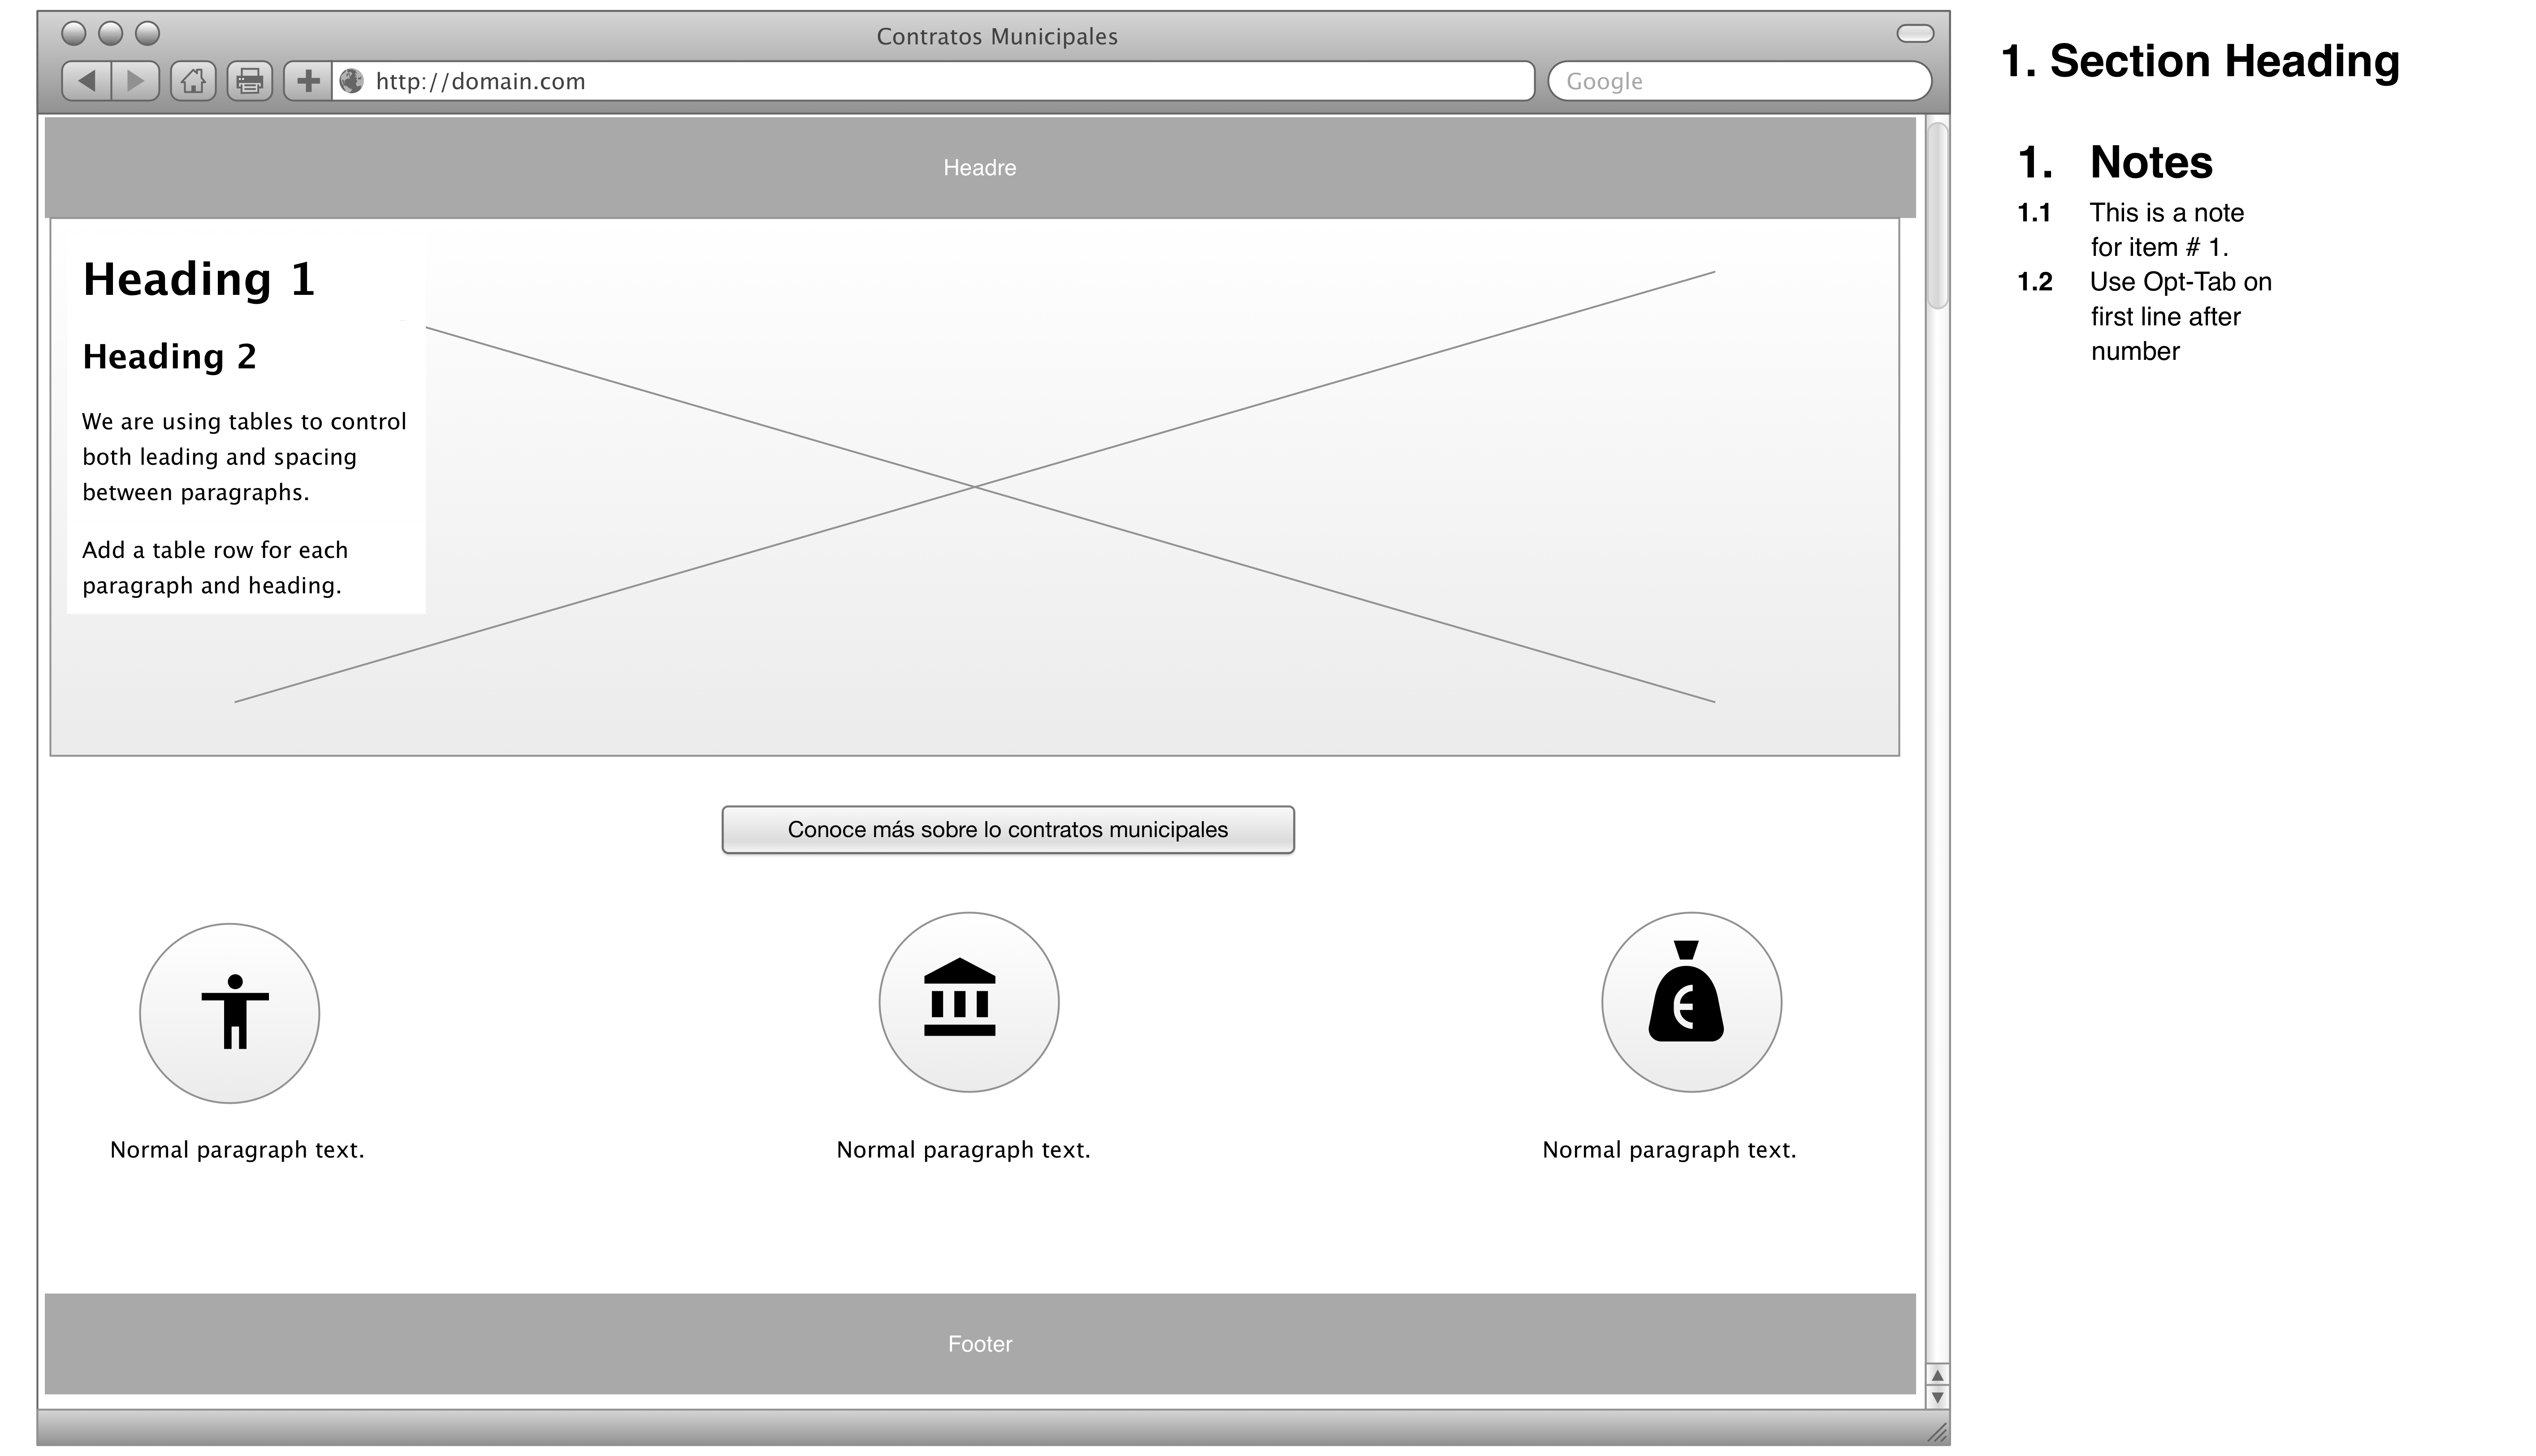 Contratos Municipales
http://domain.com
Google
Headre
Heading 1
Heading 2
We are using tables to control
both leading and spacing
between paragraphs.
Add a table row for each
paragraph and heading.
Conoce más sobre lo contratos municipales
Normal paragraph text.
Normal paragraph text.
Normal paragraph text.
Footer
1. Section Heading
1. Notes
1.1 This is a note
for item # 1.
1.2 Use Opt-Tab on
first line after
number